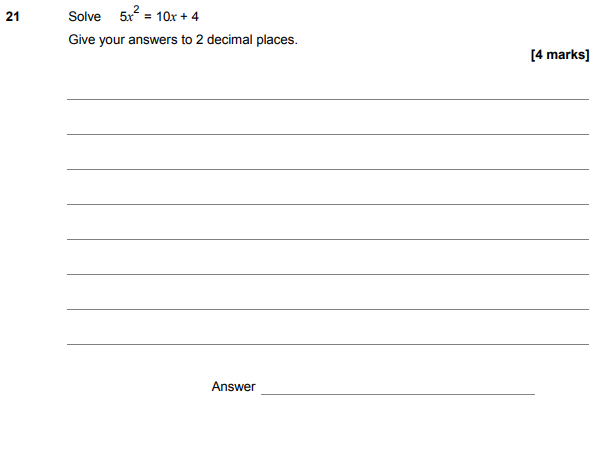 21 Solve 5x² = 10x + 4
Give your answers to 2 decimal places.
[4 marks]
Answer